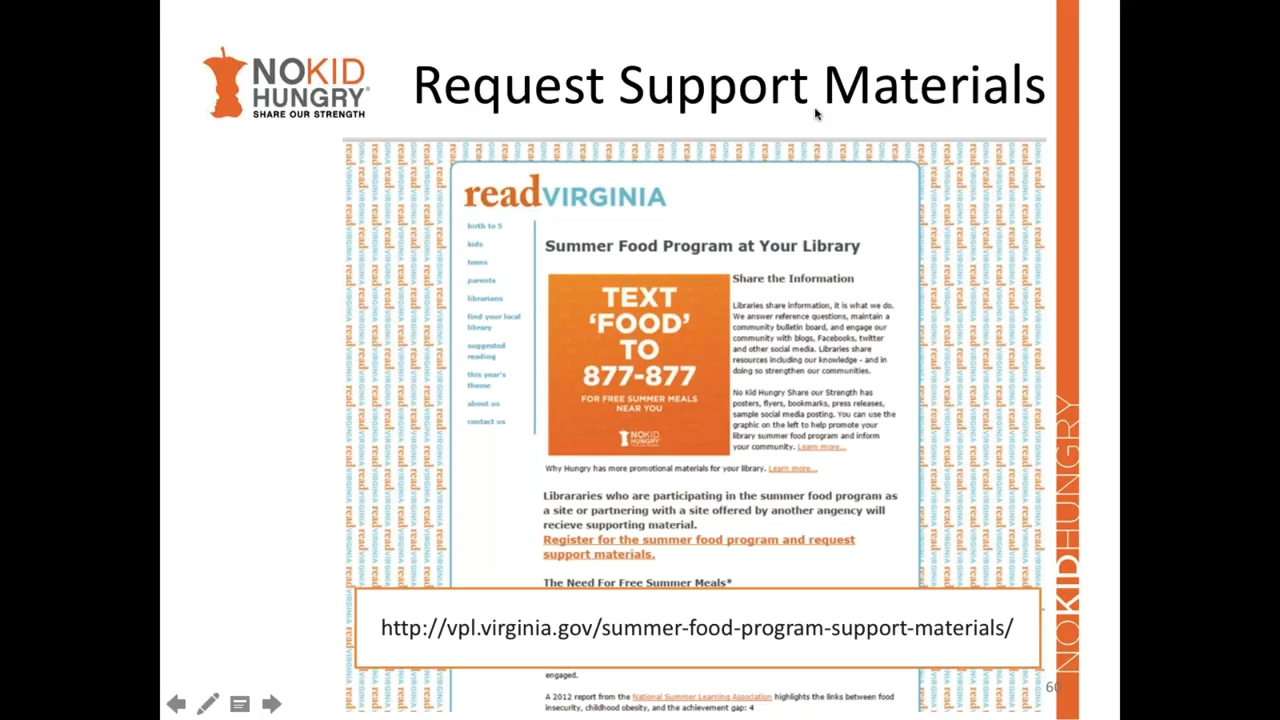 NOKID
HUNGRY®
SHARE OUR STRENGTH
Request Support Materials
readVIRGINIA
birth to 5
kids
teens
parents
librarians
find your local
library
suggested
reading
this year's
theme
about us
contact us
Summer Food Program at Your Library
TEXT
'FOOD'
TO
877-877
FOR FREE SUMMER MEALS
NEAR YOU
NOKID
HUNGRY
Share the Information
Libraries share information, it is what we do.
We answer reference questions, maintain a
community bulletin board, and engage our
community with blogs, Facebooks, twitter
and other social media. Libraries share
resources including our knowledge - and in
doing so strengthen our communities.
No Kid Hungry Share our Strength has
posters, flyers, bookmarks, press releases,
sample social media posting. You can use the
graphic on the left to help promote your
library summer food program and inform
your community. Learn more...
Why Hungry has more promotional materials for your library. Learn more...
Librararies who are participating in the summer food program as
a site or partnering with a site offered by another angency will
recieve supporting material.
Register for the summer food program and request
support materials.
The Need For Free Summer Meals*
http://vpl.virginia.gov/summer-food-program-support-materials/
engaged.
A 2012 report from the National Summer Learning Association highlights the links between food
insecurity, childhood obesity, and the achievement gap: 4
NOKIDHUNGRY
60